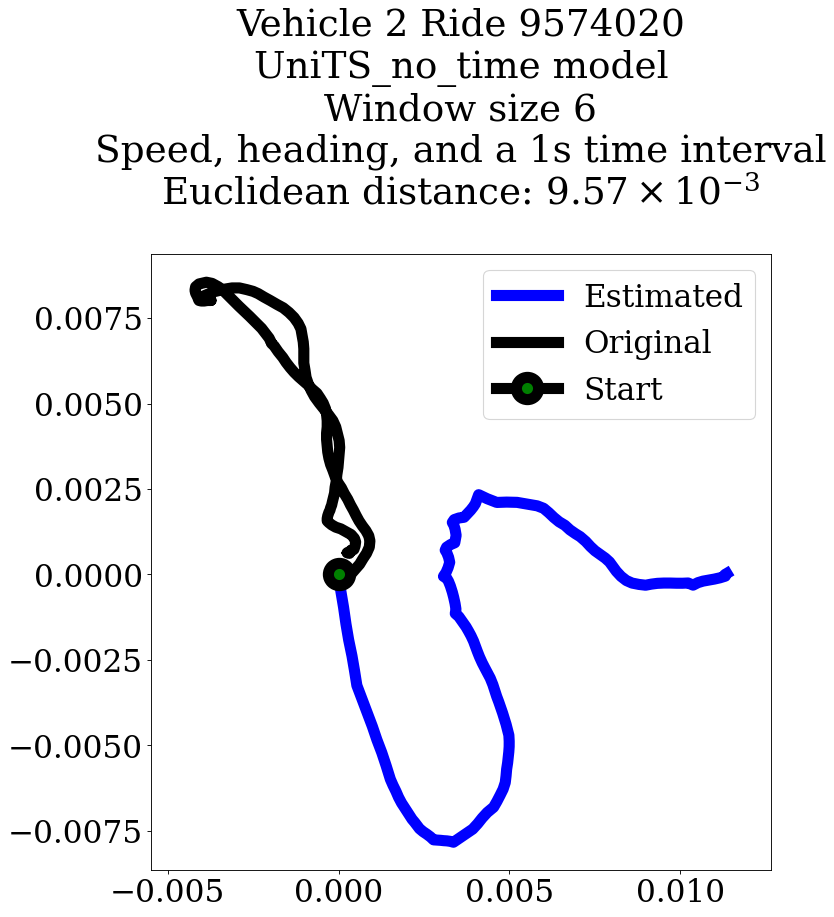 Vehicle 2 Ride 9574020
UniTS_no_time model
Window size 6
Speed, heading, and a 1s time interval
Euclidean distance: 9.57 × 10⁻³
Estimated
Original
Start
0.0075
0.0050
0.0025
0.0000
−0.0025
−0.0050
−0.0075
−0.005 0.000 0.005 0.010